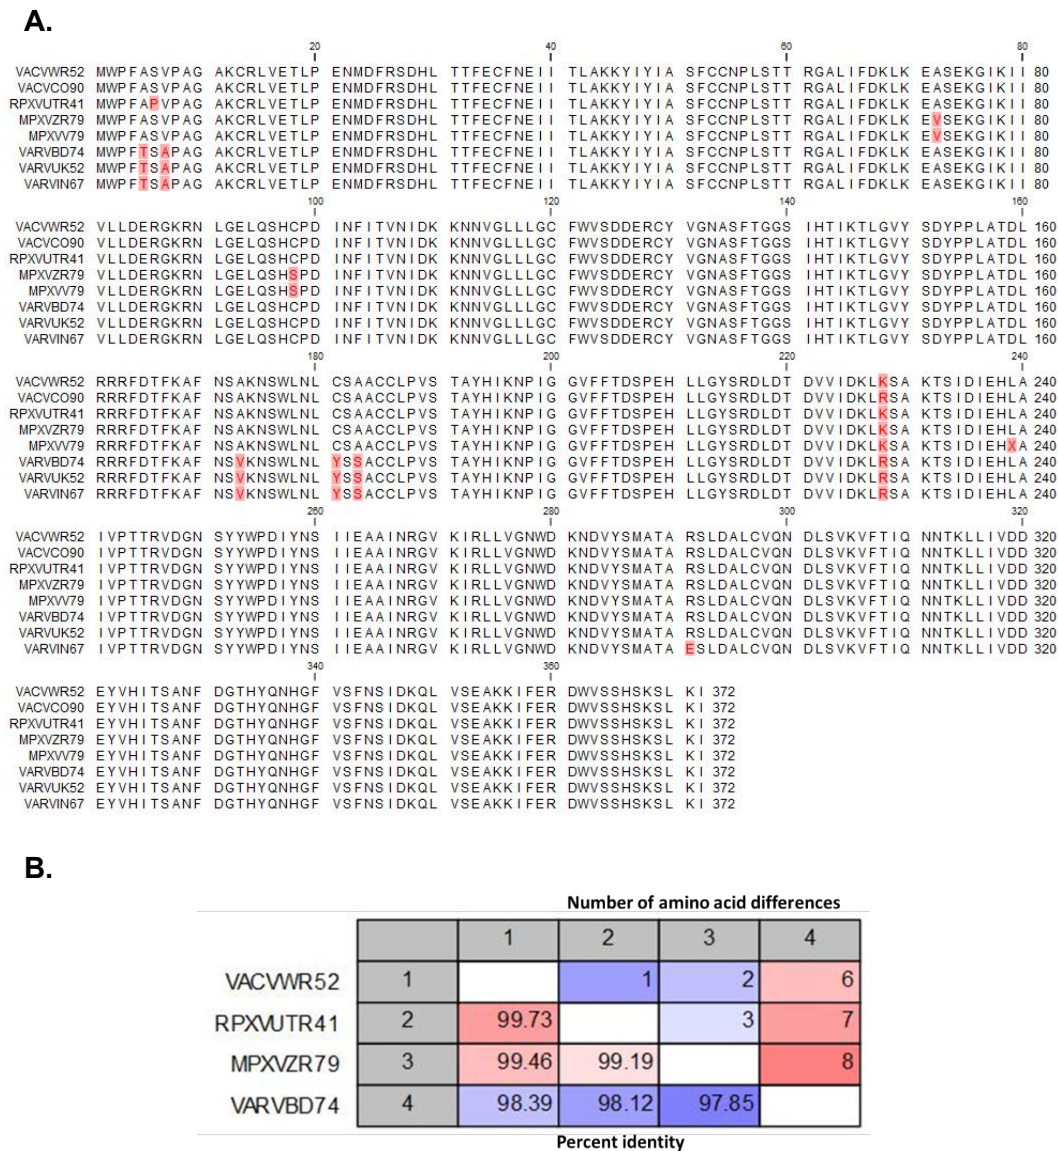 A.
20 40 60 80
VACVWR52 MWPFASVPAG AKCRLVETLP ENMDFRSDHL TTFECFNEII TLAKKYIYIA SFCCNPLSTT RGALIFDKLK EASEKGIKII 80
VACVCO90 MWPFASVPAG AKCRLVETLP ENMDFRSDHL TTFECFNEII TLAKKYIYIA SFCCNPLSTT RGALIFDKLK EASEKGIKII 80
RPXVUTR41 MWPFAPVPAG AKCRLVETLP ENMDFRSDHL TTFECFNEII TLAKKYIYIA SFCCNPLSTT RGALIFDKLK EASEKGIKII 80
MPXVZR79 MWPFASVPAG AKCRLVETLP ENMDFRSDHL TTFECFNEII TLAKKYIYIA SFCCNPLSTT RGALIFDKLK EVSEKGIKII 80
MPXVV79 MWPFASVPAG AKCRLVETLP ENMDFRSDHL TTFECFNEII TLAKKYIYIA SFCCNPLSTT RGALIFDKLK EVSEKGIKII 80
VARVBD74 MWPFTSAPAG AKCRLVETLP ENMDFRSDHL TTFECFNEII TLAKKYIYIA SFCCNPLSTT RGALIFDKLK EASEKGIKII 80
VARVUK52 MWPFTSAPAG AKCRLVETLP ENMDFRSDHL TTFECFNEII TLAKKYIYIA SFCCNPLSTT RGALIFDKLK EASEKGIKII 80
VARVIN67 MWPFTSAPAG AKCRLVETLP ENMDFRSDHL TTFECFNEII TLAKKYIYIA SFCCNPLSTT RGALIFDKLK EASEKGIKII 80
100 120 140 160
VACVWR52 VLLDERGKRN LGELQSHCPD INFITVNIDK KNNVGLLLGC FWVSDDERCY VGNASFTGGS IHTIKTLGVY SDYPPLATDL 160
VACVCO90 VLLDERGKRN LGELQSHCPD INFITVNIDK KNNVGLLLGC FWVSDDERCY VGNASFTGGS IHTIKTLGVY SDYPPLATDL 160
RPXVUTR41 VLLDERGKRN LGELQSHCPD INFITVNIDK KNNVGLLLGC FWVSDDERCY VGNASFTGGS IHTIKTLGVY SDYPPLATDL 160
MPXVZR79 VLLDERGKRN LGELQSHSPD INFITVNIDK KNNVGLLLGC FWVSDDERCY VGNASFTGGS IHTIKTLGVY SDYPPLATDL 160
MPXVV79 VLLDERGKRN LGELQSHSPD INFITVNIDK KNNVGLLLGC FWVSDDERCY VGNASFTGGS IHTIKTLGVY SDYPPLATDL 160
VARVBD74 VLLDERGKRN LGELQSHCPD INFITVNIDK KNNVGLLLGC FWVSDDERCY VGNASFTGGS IHTIKTLGVY SDYPPLATDL 160
VARVUK52 VLLDERGKRN LGELQSHCPD INFITVNIDK KNNVGLLLGC FWVSDDERCY VGNASFTGGS IHTIKTLGVY SDYPPLATDL 160
VARVIN67 VLLDERGKRN LGELQSHCPD INFITVNIDK KNNVGLLLGC FWVSDDERCY VGNASFTGGS IHTIKTLGVY SDYPPLATDL 160
180 200 220 240
VACVWR52 RRRFDTFKAF NSAKNSWLNL CSAACCLPVS TAYHIKNPIG GVFFTDSPEH LLGYSRDLDT DVVIDKLKSA KTSIDIEHLA 240
VACVCO90 RRRFDTFKAF NSAKNSWLNL CSAACCLPVS TAYHIKNPIG GVFFTDSPEH LLGYSRDLDT DVVIDKLRSA KTSIDIEHLA 240
RPXVUTR41 RRRFDTFKAF NSAKNSWLNL CSAACCLPVS TAYHIKNPIG GVFFTDSPEH LLGYSRDLDT DVVIDKLKSA KTSIDIEHLA 240
MPXVZR79 RRRFDTFKAF NSAKNSWLNL CSAACCLPVS TAYHIKNPIG GVFFTDSPEH LLGYSRDLDT DVVIDKLKSA KTSIDIEHLA 240
MPXVV79 RRRFDTFKAF NSAKNSWLNL CSAACCLPVS TAYHIKNPIG GVFFTDSPEH LLGYSRDLDT DVVIDKLKSA KTSIDIEHXA 240
VARVBD74 RRRFDTFKAF NSVKNSWLNL YSSACCLPVS TAYHIKNPIG GVFFTDSPEH LLGYSRDLDT DVVIDKLRSA KTSIDIEHLA 240
VARVUK52 RRRFDTFKAF NSVKNSWLNL YSSACCLPVS TAYHIKNPIG GVFFTDSPEH LLGYSRDLDT DVVIDKLRSA KTSIDIEHLA 240
VARVIN67 RRRFDTFKAF NSVKNSWLNL YSSACCLPVS TAYHIKNPIG GVFFTDSPEH LLGYSRDLDT DVVIDKLRSA KTSIDIEHLA 240
260 280 300 320
VACVWR52 IVPTTRVDGN SYYWPDIYNS IIEAAINRGV KIRLLVGNWD KNDVYSMATA RSLDALCVQN DLSVKVFTIQ NNTKLLIVDD 320
VACVCO90 IVPTTRVDGN SYYWPDIYNS IIEAAINRGV KIRLLVGNWD KNDVYSMATA RSLDALCVQN DLSVKVFTIQ NNTKLLIVDD 320
RPXVUTR41 IVPTTRVDGN SYYWPDIYNS IIEAAINRGV KIRLLVGNWD KNDVYSMATA RSLDALCVQN DLSVKVFTIQ NNTKLLIVDD 320
MPXVZR79 IVPTTRVDGN SYYWPDIYNS IIEAAINRGV KIRLLVGNWD KNDVYSMATA RSLDALCVQN DLSVKVFTIQ NNTKLLIVDD 320
MPXVV79 IVPTTRVDGN SYYWPDIYNS IIEAAINRGV KIRLLVGNWD KNDVYSMATA RSLDALCVQN DLSVKVFTIQ NNTKLLIVDD 320
VARVBD74 IVPTTRVDGN SYYWPDIYNS IIEAAINRGV KIRLLVGNWD KNDVYSMATA RSLDALCVQN DLSVKVFTIQ NNTKLLIVDD 320
VARVUK52 IVPTTRVDGN SYYWPDIYNS IIEAAINRGV KIRLLVGNWD KNDVYSMATA RSLDALCVQN DLSVKVFTIQ NNTKLLIVDD 320
VARVIN67 IVPTTRVDGN SYYWPDIYNS IIEAAINRGV KIRLLVGNWD KNDVYSMATA ESLDALCVQN DLSVKVFTIQ NNTKLLIVDD 320
340 360
VACVWR52 EYVHITSANF DGTHYQNHGF VSFNSIDKQL VSEAKKIFER DWVSSHSKSL KI 372
VACVCO90 EYVHITSANF DGTHYQNHGF VSFNSIDKQL VSEAKKIFER DWVSSHSKSL KI 372
RPXVUTR41 EYVHITSANF DGTHYQNHGF VSFNSIDKQL VSEAKKIFER DWVSSHSKSL KI 372
MPXVZR79 EYVHITSANF DGTHYQNHGF VSFNSIDKQL VSEAKKIFER DWVSSHSKSL KI 372
MPXVV79 EYVHITSANF DGTHYQNHGF VSFNSIDKQL VSEAKKIFER DWVSSHSKSL KI 372
VARVBD74 EYVHITSANF DGTHYQNHGF VSFNSIDKQL VSEAKKIFER DWVSSHSKSL KI 372
VARVUK52 EYVHITSANF DGTHYQNHGF VSFNSIDKQL VSEAKKIFER DWVSSHSKSL KI 372
VARVIN67 EYVHITSANF DGTHYQNHGF VSFNSIDKQL VSEAKKIFER DWVSSHSKSL KI 372
B.
Number of amino acid differences
1 2 3 4
VACVWR52 1 1 2 6
RPXVUTR41 2 99.73 3 7
MPXVZR79 3 99.46 99.19 8
VARVBD74 4 98.39 98.12 97.85
Percent identity